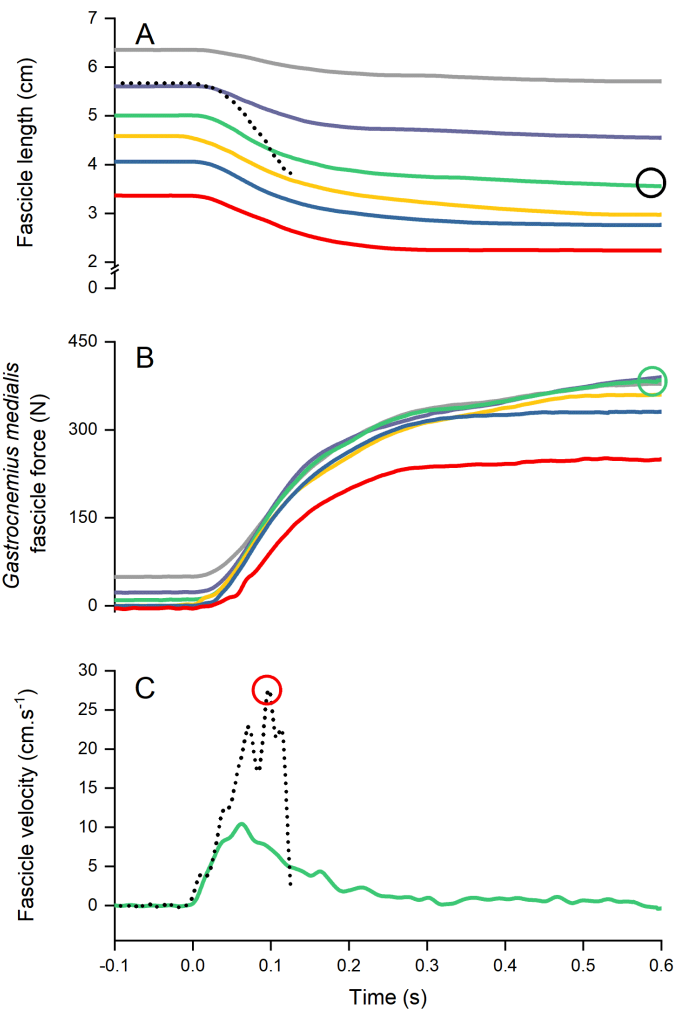 A
7
6
5
4
3
2
0
Fascicle length (cm)
B
450
300
150
0
Gastrocnemius medialis
fascicle force (N)
C
30
25
20
15
10
5
0
Fascicle velocity (cm.s-1)
-0.1 0.0 0.1 0.2 0.3 0.4 0.5 0.6
Time (s)